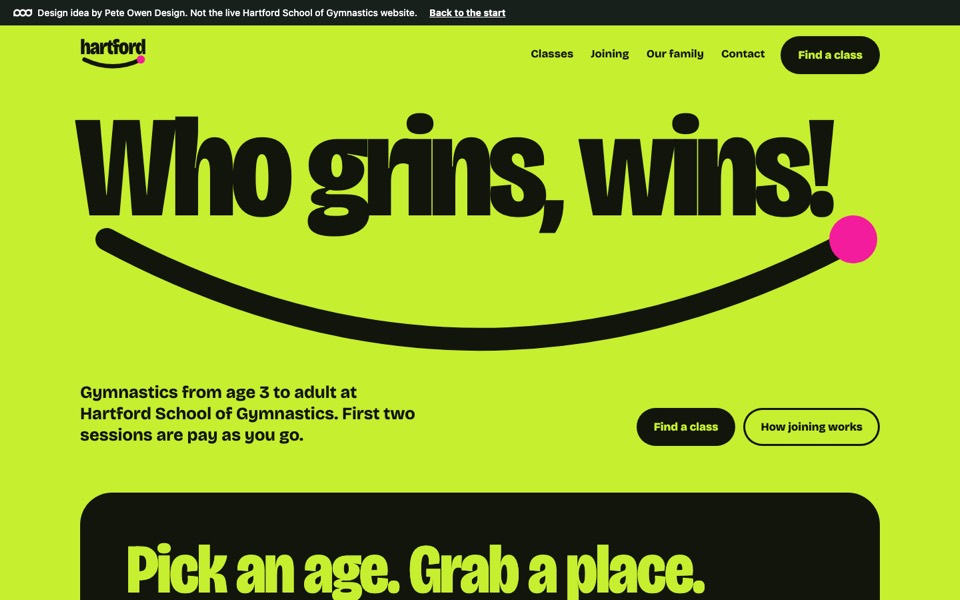 Design idea by Pete Owen Design. Not the live Hartford School of Gymnastics website. Back to the start
hartford
Classes Joining Our family Contact Find a class
Who grins, wins!
Gymnastics from age 3 to adult at
Hartford School of Gymnastics. First two
sessions are pay as you go.
Find a class How joining works
Pick an age. Grab a place.